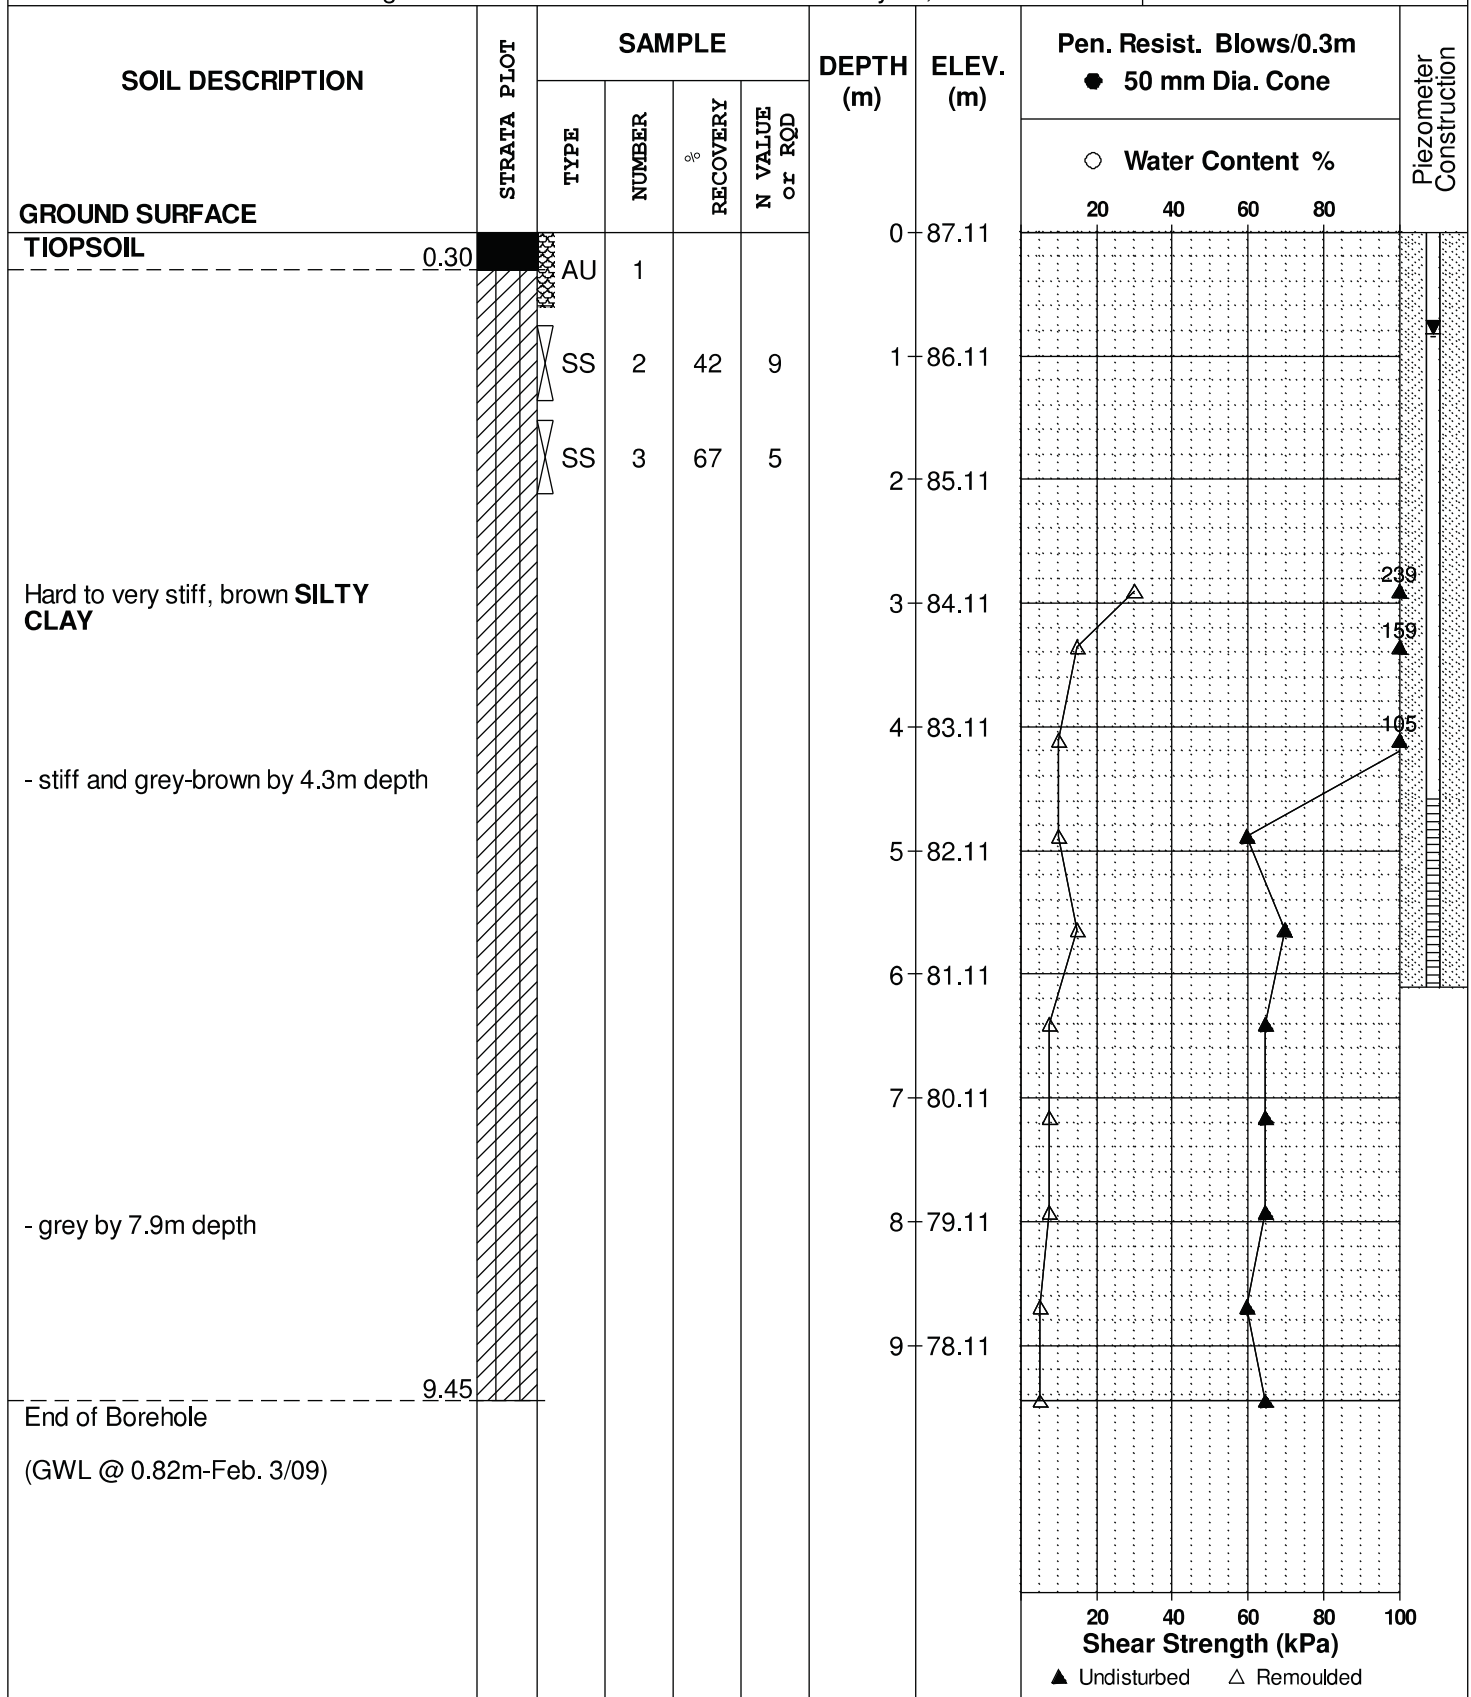 SOIL DESCRIPTION
GROUND SURFACE
STRATA PLOT
SAMPLE
TYPE
NUMBER
%
RECOVERY
N VALUE
or RQD
DEPTH
(m)
ELEV.
(m)
Pen. Resist. Blows/0.3m
● 50 mm Dia. Cone
○ Water Content %
20 40 60 80
Piezometer
Construction
TIOPSOIL
0.30
AU 1
SS 2 42 9
SS 3 67 5
0 87.11
1 86.11
2 85.11
3 84.11
4 83.11
5 82.11
6 81.11
7 80.11
8 79.11
9 78.11
239
159
105
Hard to very stiff, brown SILTY
CLAY
- stiff and grey-brown by 4.3m depth
- grey by 7.9m depth
9.45
End of Borehole
(GWL @ 0.82m-Feb. 3/09)
20 40 60 80 100
Shear Strength (kPa)
▲ Undisturbed △ Remoulded